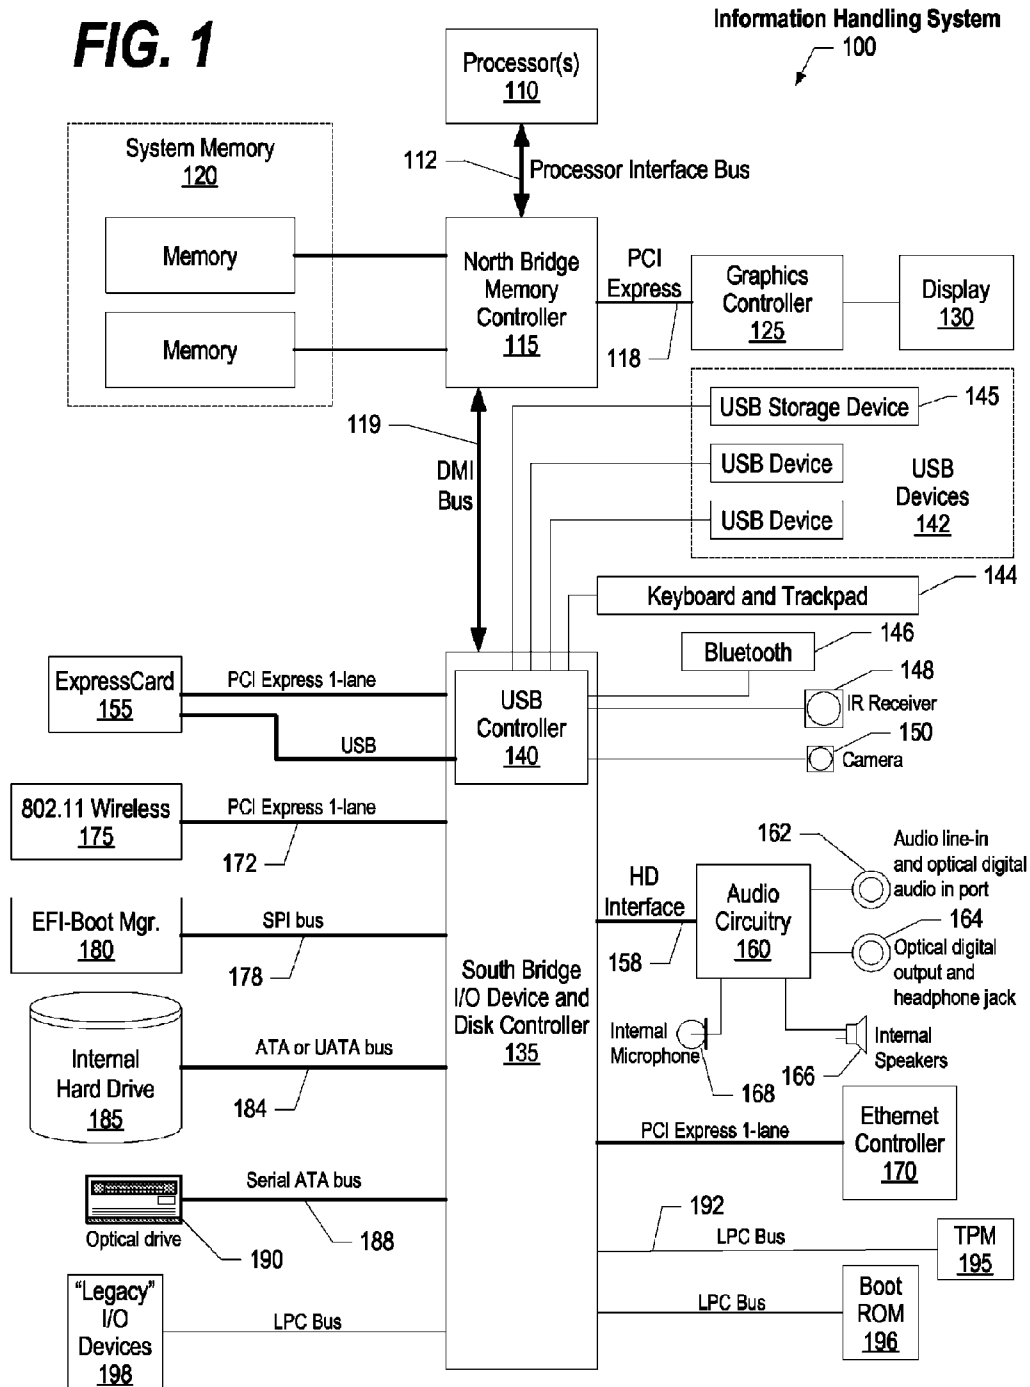 FIG. 1
Information Handling System
100
Processor(s)
110
112
Processor Interface Bus
System Memory
120
Memory
Memory
North Bridge
Memory
Controller
115
PCI
Express
118
Graphics
Controller
125
Display
130
119
DMI
Bus
USB Storage Device
145
USB Device
USB Device
USB
Devices
142
Keyboard and Trackpad
144
Bluetooth
146
148
IR Receiver
150
Camera
ExpressCard
155
PCI Express 1-lane
USB
USB
Controller
140
802.11 Wireless
175
PCI Express 1-lane
172
EFI-Boot Mgr.
180
SPI bus
178
South Bridge
I/O Device and
Disk Controller
135
HD
Interface
158
Audio
Circuitry
160
162
Audio line-in
and optical digital
audio in port
164
Optical digital
output and
headphone jack
Internal
Microphone
168
166
Internal
Speakers
Internal
Hard Drive
185
ATA or UATA bus
184
PCI Express 1-lane
Ethernet
Controller
170
Optical drive
190
Serial ATA bus
188
192
LPC Bus
TPM
195
LPC Bus
Boot
ROM
196
"Legacy"
I/O
Devices
198
LPC Bus